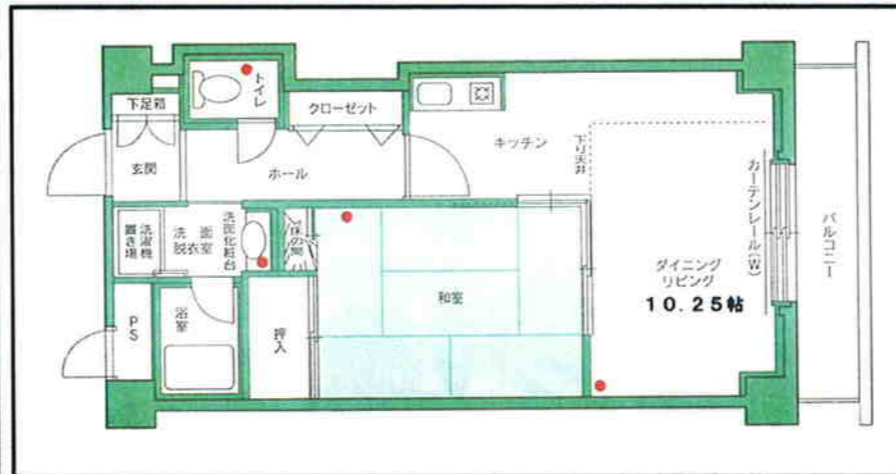 下足箱
トイレ
クローゼット
玄関
ホール
キッチン
下り天井
カーテンレール(W)
バルコニー
洗濯機
置き場
洗面
脱衣室
洗面化粧台
床の間
和室
ダイニング
リビング
10.25帖
PS
浴室
押入